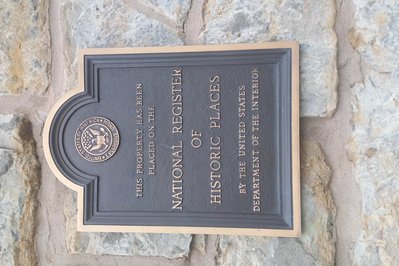 THIS PROPERTY HAS BEEN
PLACED ON THE
NATIONAL REGISTER
OF
HISTORIC PLACES
BY THE UNITED STATES
DEPARTMENT OF THE INTERIOR